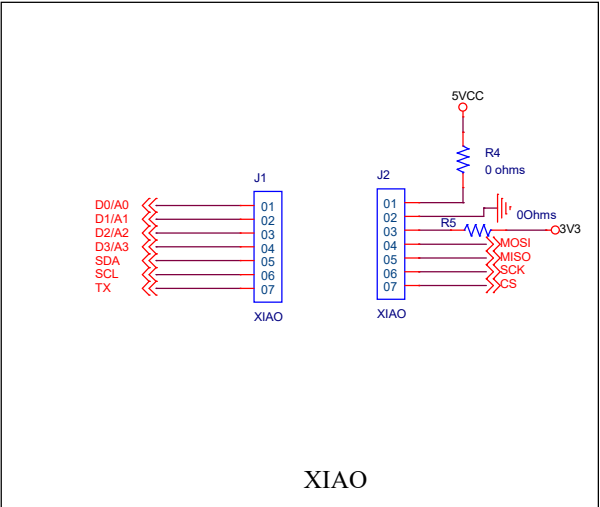 5VCC
R4
0 ohms
J1
J2
D0/A0
D1/A1
D2/A2
D3/A3
SDA
SCL
TX
01
02
03
04
05
06
07
XIAO
01
02
03
04
05
06
07
XIAO
0Ohms
R5
3V3
MOSI
MISO
SCK
CS
XIAO